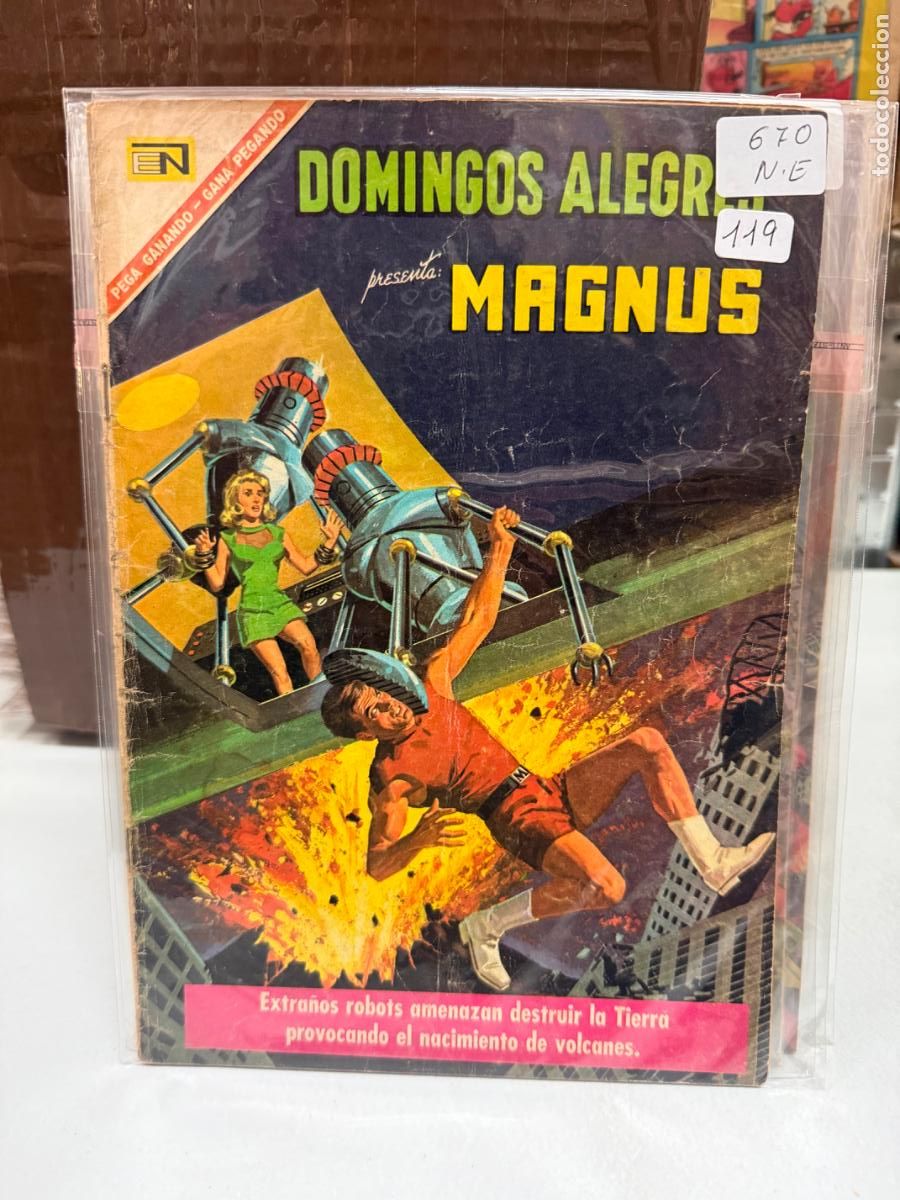 EN
PEGA GANANDO - GANA PEGANDO
DOMINGOS ALEGRES
presenta:
MAGNUS
670
N.E
119
M
Extraños robots amenazan destruir la Tierra
provocando el nacimiento de volcanes.
todocoleccion